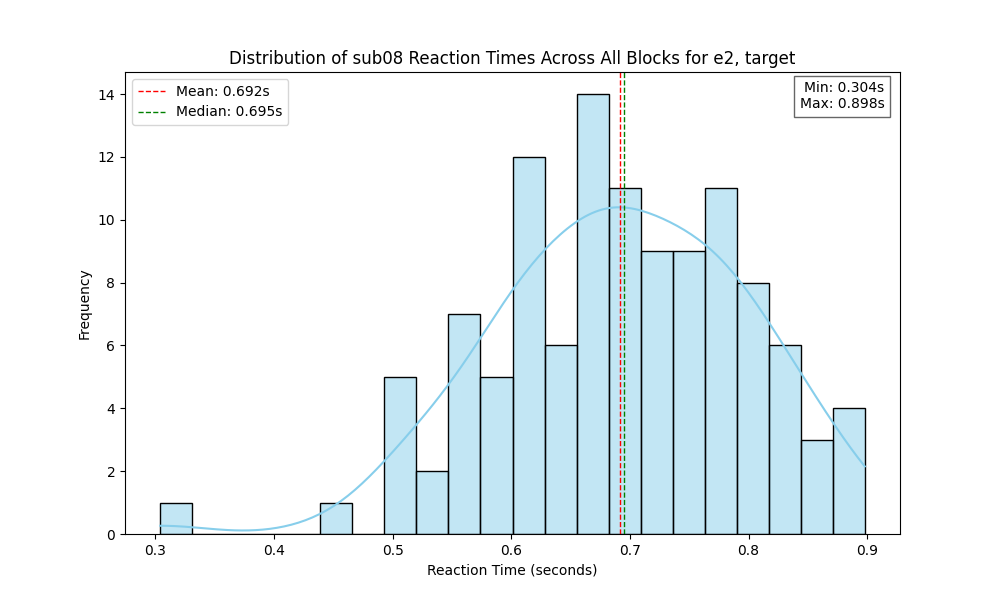 Distribution of sub08 Reaction Times Across All Blocks for e2, target
Mean: 0.692s
Median: 0.695s
Min: 0.304s
Max: 0.898s
14
12
10
8
6
4
2
0
Frequency
0.3 0.4 0.5 0.6 0.7 0.8 0.9
Reaction Time (seconds)